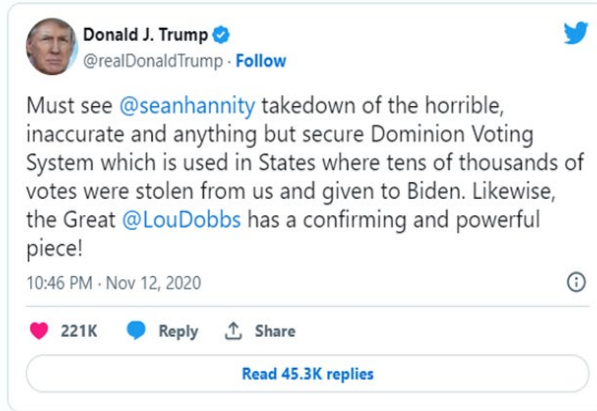 Donald J. Trump
@realDonaldTrump · Follow
Must see @seanhannity takedown of the horrible,
inaccurate and anything but secure Dominion Voting
System which is used in States where tens of thousands of
votes were stolen from us and given to Biden. Likewise,
the Great @LouDobbs has a confirming and powerful
piece!
10:46 PM · Nov 12, 2020
221K Reply Share
Read 45.3K replies